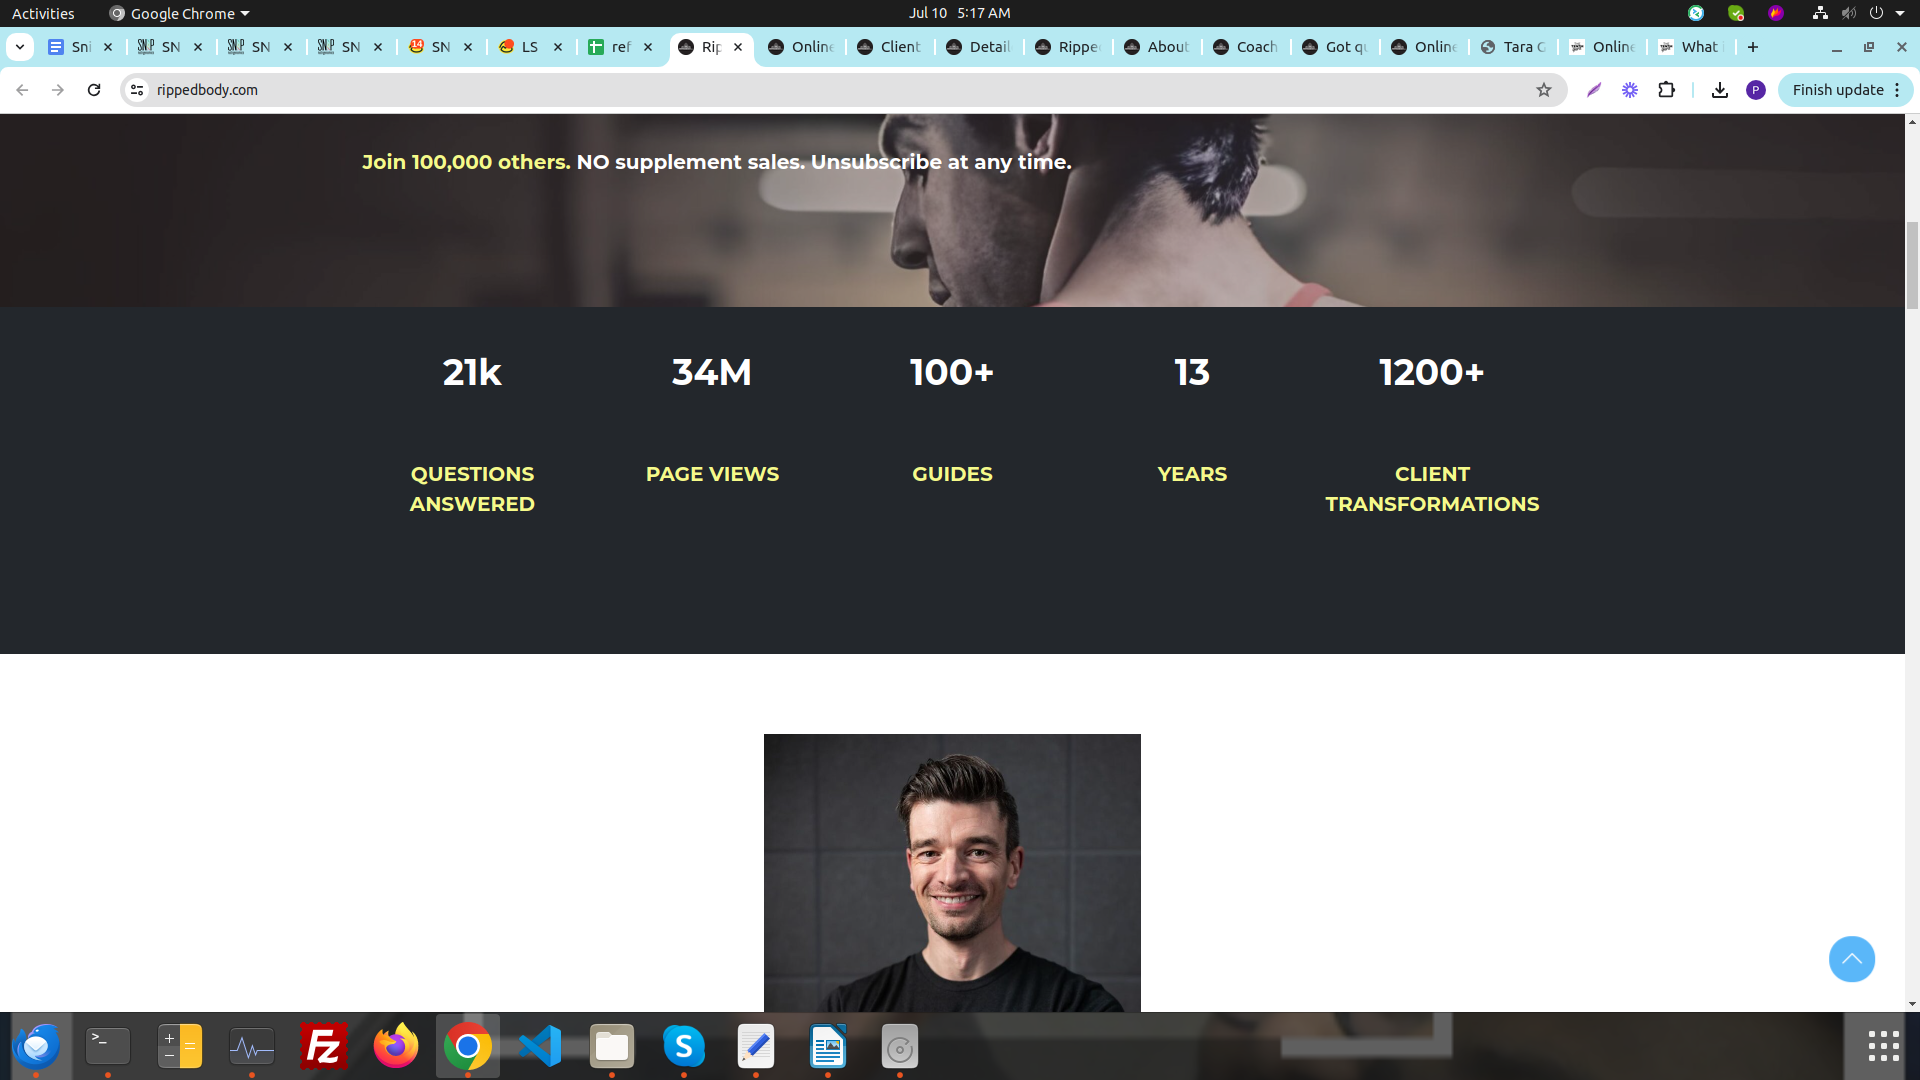 Activities Google Chrome Jul 10 5:17 AM
Sni SN SN SN 14 SN LS ref Rip Online Client Detail Rippe About Coach Got qu Online Tara G Online What i
rippedbody.com P Finish update
Join 100,000 others. NO supplement sales. Unsubscribe at any time.
21k 34M 100+ 13 1200+
QUESTIONS PAGE VIEWS GUIDES YEARS CLIENT
ANSWERED TRANSFORMATIONS